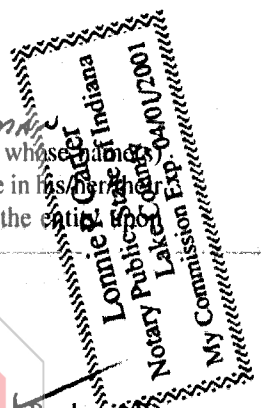 whose name(s)
in his/her/their
the entity upon
Lonnie P. Carter
Notary Public, State of Indiana
Lake County
My Commission Exp. 04/01/2001